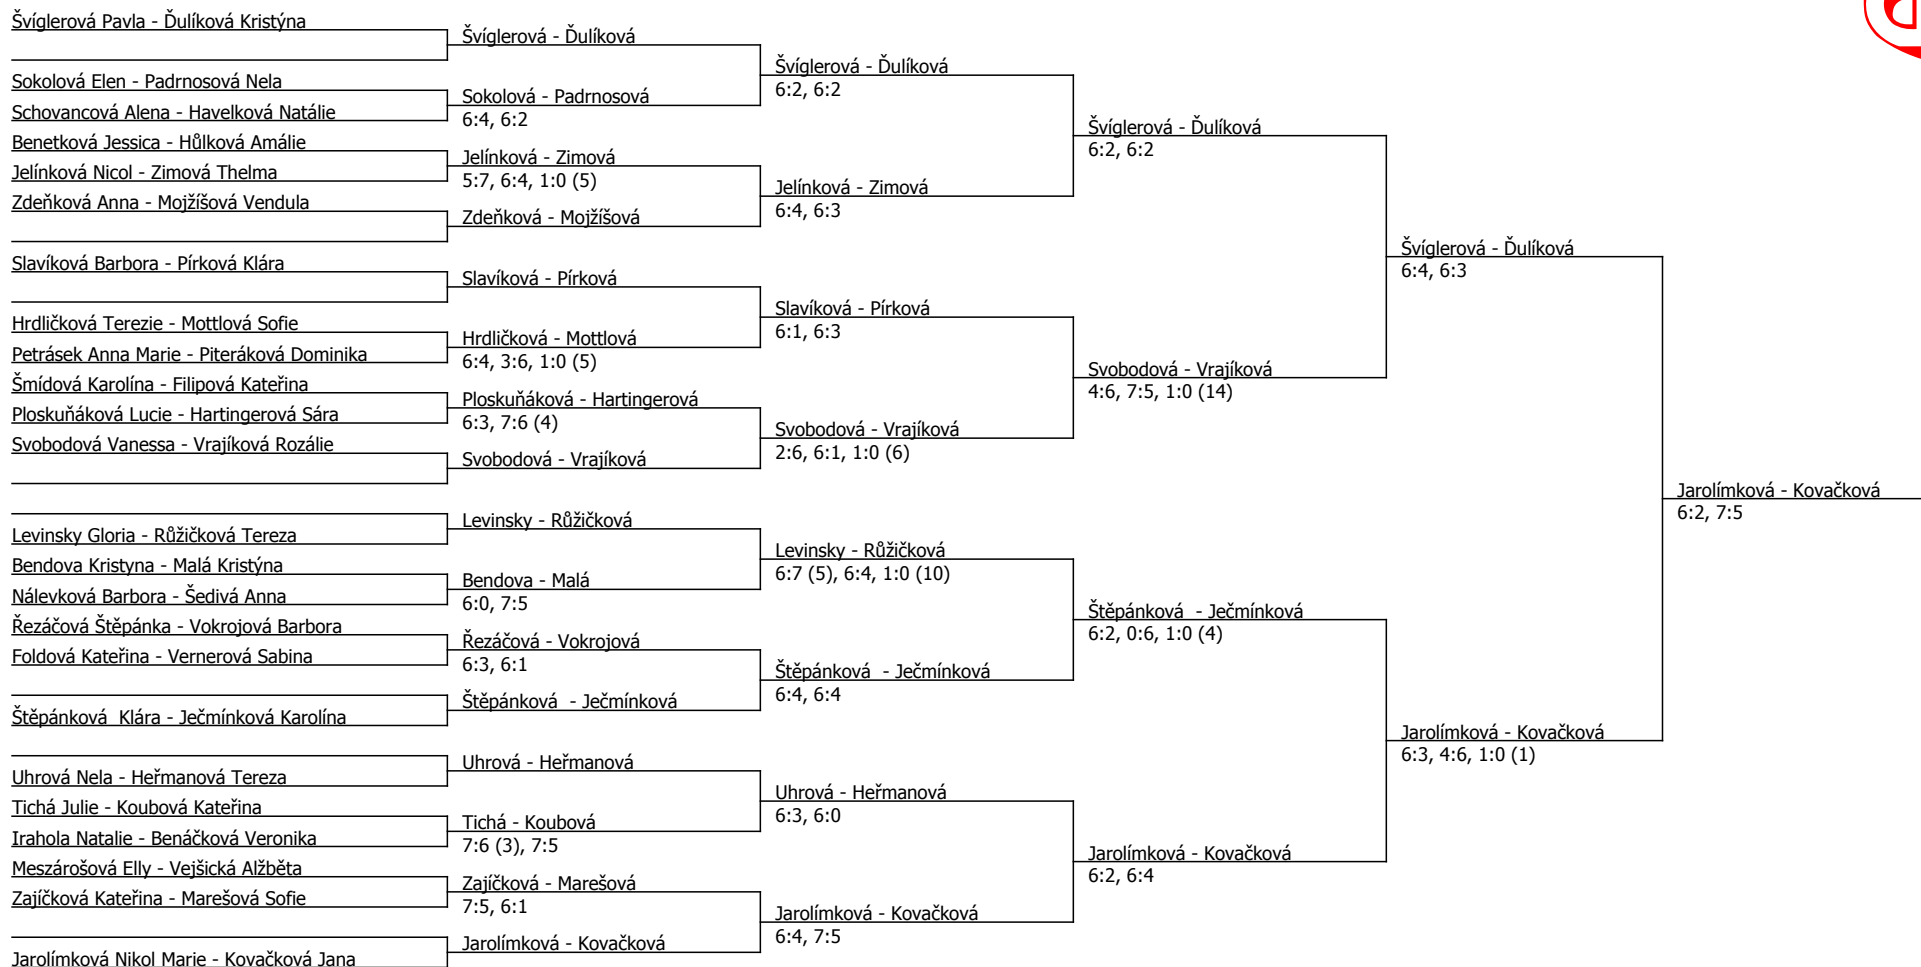 Švíglerová Pavla - Ďulíková Kristýna
Sokolová Elen - Padrnosová Nela
Schovancová Alena - Havelková Natálie
Benetková Jessica - Hůlková Amálie
Jelínková Nicol - Zimová Thelma
Zdeňková Anna - Mojžíšová Vendula
Slavíková Barbora - Pírková Klára
Hrdličková Terezie - Mottlová Sofie
Petrásek Anna Marie - Piteráková Dominika
Šmídová Karolína - Filipová Kateřina
Ploskuňáková Lucie - Hartingerová Sára
Svobodová Vanessa - Vrajíková Rozálie
Levinsky Gloria - Růžičková Tereza
Bendova Kristyna - Malá Kristýna
Nálevková Barbora - Šedivá Anna
Řezáčová Štěpánka - Vokrojová Barbora
Foldová Kateřina - Vernerová Sabina
Štěpánková  Klára - Ječmínková Karolína
Uhrová Nela - Heřmanová Tereza
Tichá Julie - Koubová Kateřina
Irahola Natalie - Benáčková Veronika
Meszárošová Elly - Vejšická Alžběta
Zajíčková Kateřina - Marešová Sofie
Jarolímková Nikol Marie - Kovačková Jana
Švíglerová - Ďulíková
Sokolová - Padrnosová
6:4, 6:2
Jelínková - Zimová
5:7, 6:4, 1:0 (5)
Zdeňková - Mojžíšová
Slavíková - Pírková
Hrdličková - Mottlová
6:4, 3:6, 1:0 (5)
Ploskuňáková - Hartingerová
6:3, 7:6 (4)
Svobodová - Vrajíková
Levinsky - Růžičková
Bendova - Malá
6:0, 7:5
Řezáčová - Vokrojová
6:3, 6:1
Štěpánková  - Ječmínková
Uhrová - Heřmanová
Tichá - Koubová
7:6 (3), 7:5
Zajíčková - Marešová
7:5, 6:1
Jarolímková - Kovačková
Švíglerová - Ďulíková
6:2, 6:2
Jelínková - Zimová
6:4, 6:3
Slavíková - Pírková
6:1, 6:3
Svobodová - Vrajíková
2:6, 6:1, 1:0 (6)
Levinsky - Růžičková
6:7 (5), 6:4, 1:0 (10)
Štěpánková  - Ječmínková
6:4, 6:4
Uhrová - Heřmanová
6:3, 6:0
Jarolímková - Kovačková
6:4, 7:5
Švíglerová - Ďulíková
6:2, 6:2
Svobodová - Vrajíková
4:6, 7:5, 1:0 (14)
Štěpánková  - Ječmínková
6:2, 0:6, 1:0 (4)
Jarolímková - Kovačková
6:2, 6:4
Švíglerová - Ďulíková
6:4, 6:3
Jarolímková - Kovačková
6:3, 4:6, 1:0 (1)
Jarolímková - Kovačková
6:2, 7:5